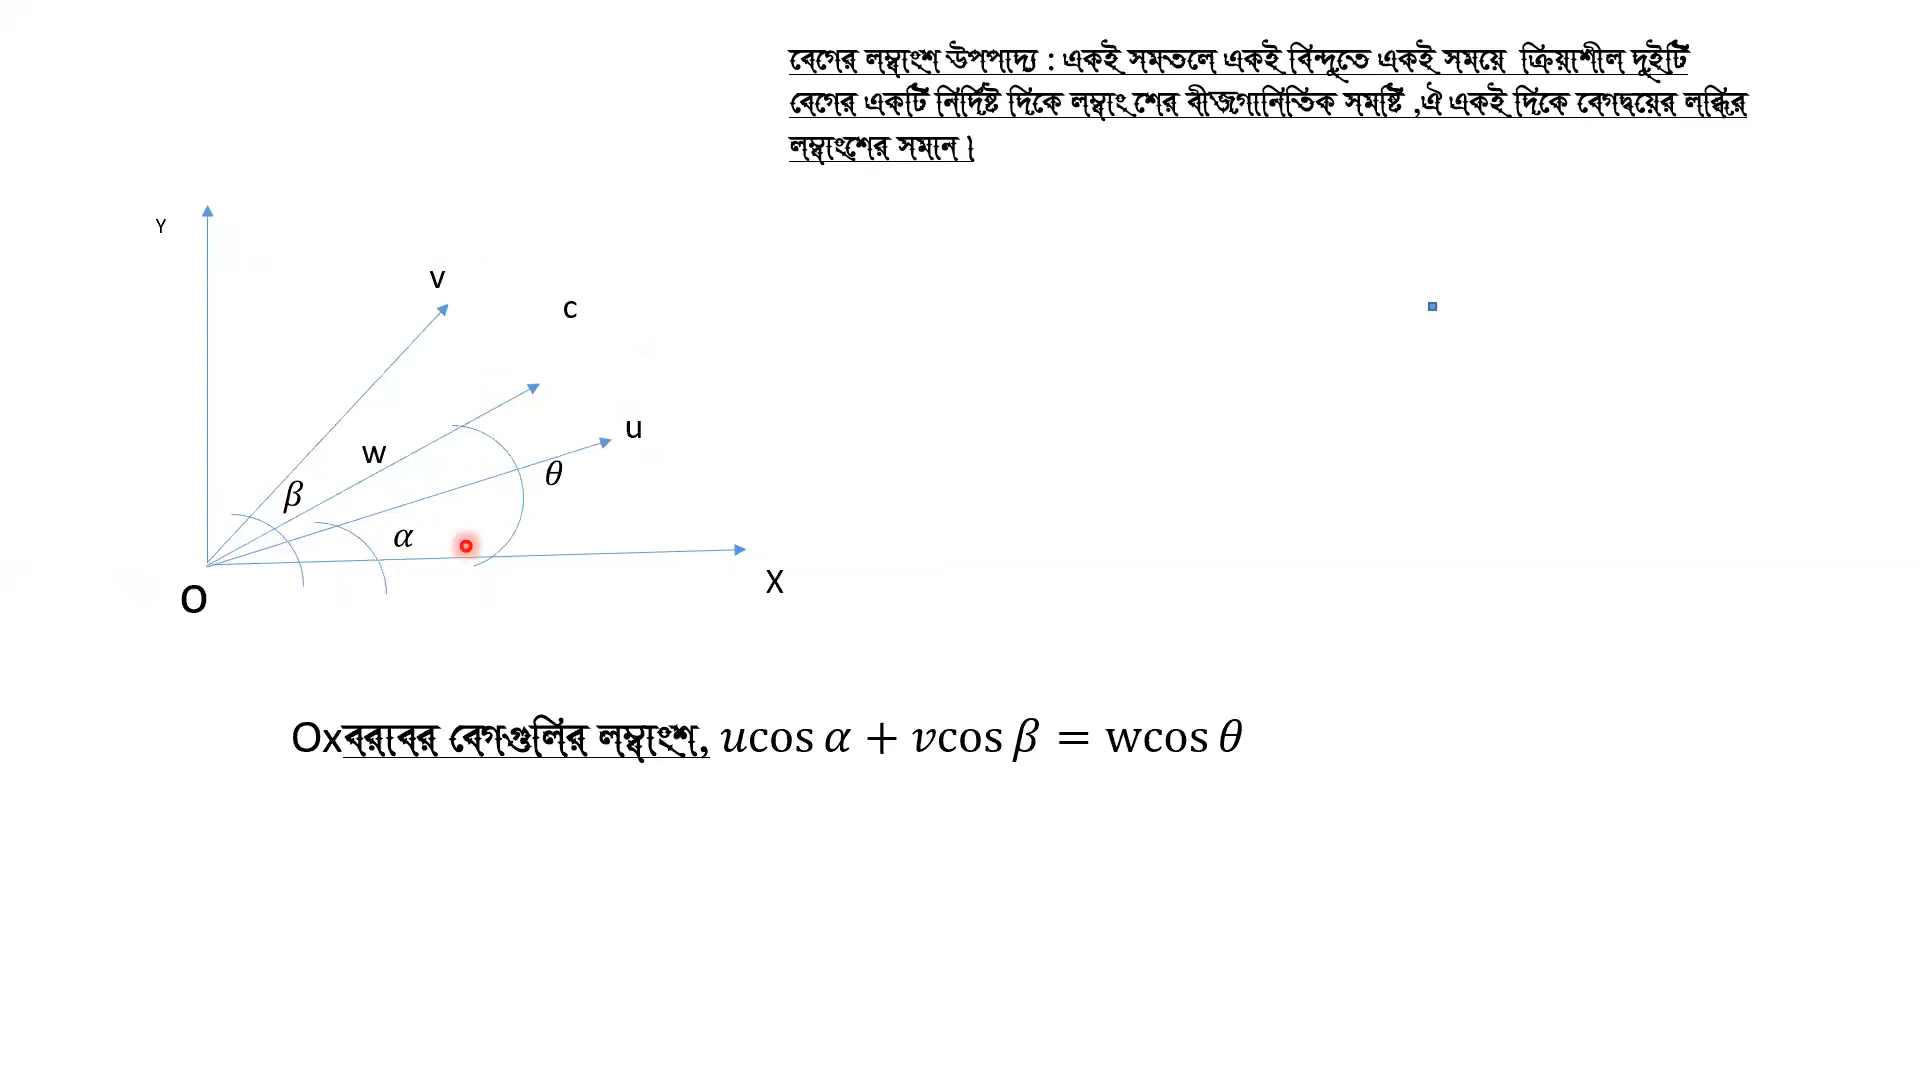 বেগের লম্বাংশ উপপাদ্য : একই সমতলে একই বিন্দুতে একই সময়ে ক্রিয়াশীল দুইটি
বেগের একটি নির্দিষ্ট দিকে লম্বাংশের বীজগানিতিক সমষ্টি ,ঐ একই দিকে বেগদ্বয়ের লব্ধির
লম্বাংশের সমান ।
Y
v
c
u
w
θ
β
α
X
O
Oxবরাবর বেগগুলির লম্বাংশ, ucos α + vcos β = wcos θ